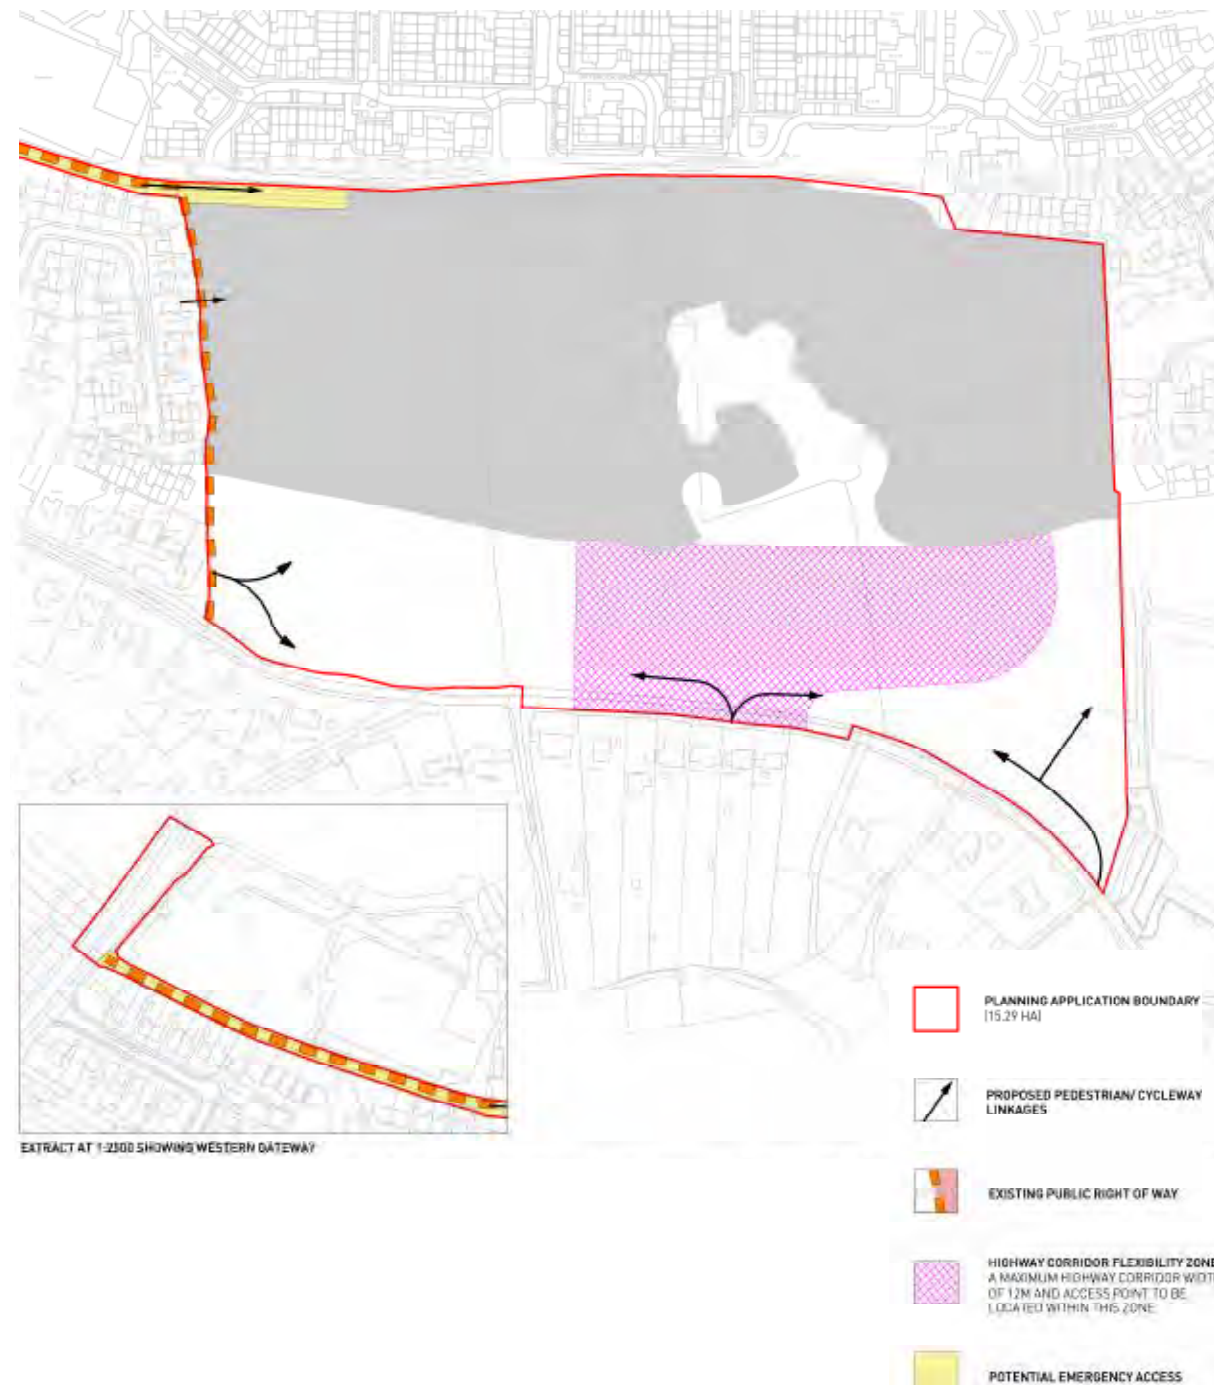 EXTRACT AT 1:2500 SHOWING WESTERN GATEWAY
PLANNING APPLICATION BOUNDARY
(15.29 HA)
PROPOSED PEDESTRIAN/ CYCLEWAY
LINKAGES
EXISTING PUBLIC RIGHT OF WAY
HIGHWAY CORRIDOR FLEXIBILITY ZONE
A MAXIMUM HIGHWAY CORRIDOR WIDT
OF 12M AND ACCESS POINT TO BE
LOCATED WITHIN THIS ZONE
POTENTIAL EMERGENCY ACCESS